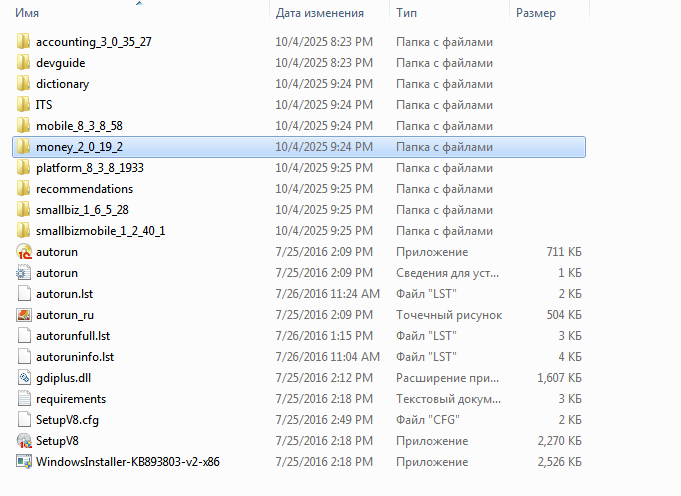 Имя Дата изменения Тип Размер
accounting_3_0_35_27 10/4/2025 8:23 PM Папка с файлами
devguide 10/4/2025 8:23 PM Папка с файлами
dictionary 10/4/2025 9:24 PM Папка с файлами
ITS 10/4/2025 9:24 PM Папка с файлами
mobile_8_3_8_58 10/4/2025 9:24 PM Папка с файлами
money_2_0_19_2 10/4/2025 9:24 PM Папка с файлами
platform_8_3_8_1933 10/4/2025 9:25 PM Папка с файлами
recommendations 10/4/2025 9:25 PM Папка с файлами
smallbiz_1_6_5_28 10/4/2025 9:25 PM Папка с файлами
smallbizmobile_1_2_40_1 10/4/2025 9:25 PM Папка с файлами
autorun 7/25/2016 2:09 PM Приложение 711 КБ
autorun 7/25/2016 2:09 PM Сведения для уст... 1 КБ
autorun.lst 7/26/2016 11:24 AM Файл "LST" 2 КБ
autorun_ru 7/25/2016 2:09 PM Точечный рисунок 504 КБ
autorunfull.lst 7/26/2016 1:15 PM Файл "LST" 3 КБ
autoruninfo.lst 7/26/2016 11:04 AM Файл "LST" 4 КБ
gdiplus.dll 7/25/2016 2:12 PM Расширение при... 1,607 КБ
requirements 7/25/2016 2:18 PM Текстовый докум... 3 КБ
SetupV8.cfg 7/25/2016 2:49 PM Файл "CFG" 2 КБ
SetupV8 7/25/2016 2:18 PM Приложение 2,270 КБ
WindowsInstaller-KB893803-v2-x86 7/25/2016 2:18 PM Приложение 2,526 КБ